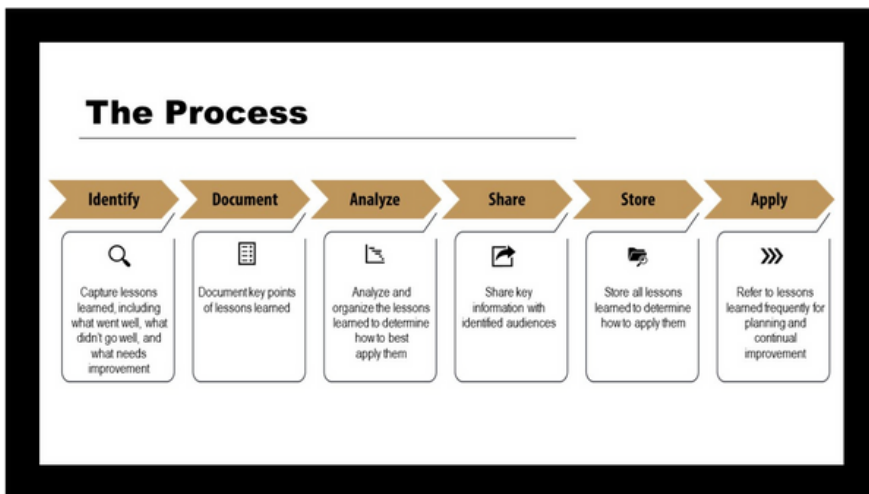 The Process
Identify
Document
Analyze
Share
Store
Apply
Capture lessons
learned, including
what went well, what
didn't go well, and
what needs
improvement
Document key points
of lessons learned
Analyze and
organize the lessons
learned to determine
how to best
apply them
Share key
information with
identified audiences
Store all lessons
learned to determine
how to apply them
Refer to lessons
learned frequently for
planning and
continual
improvement